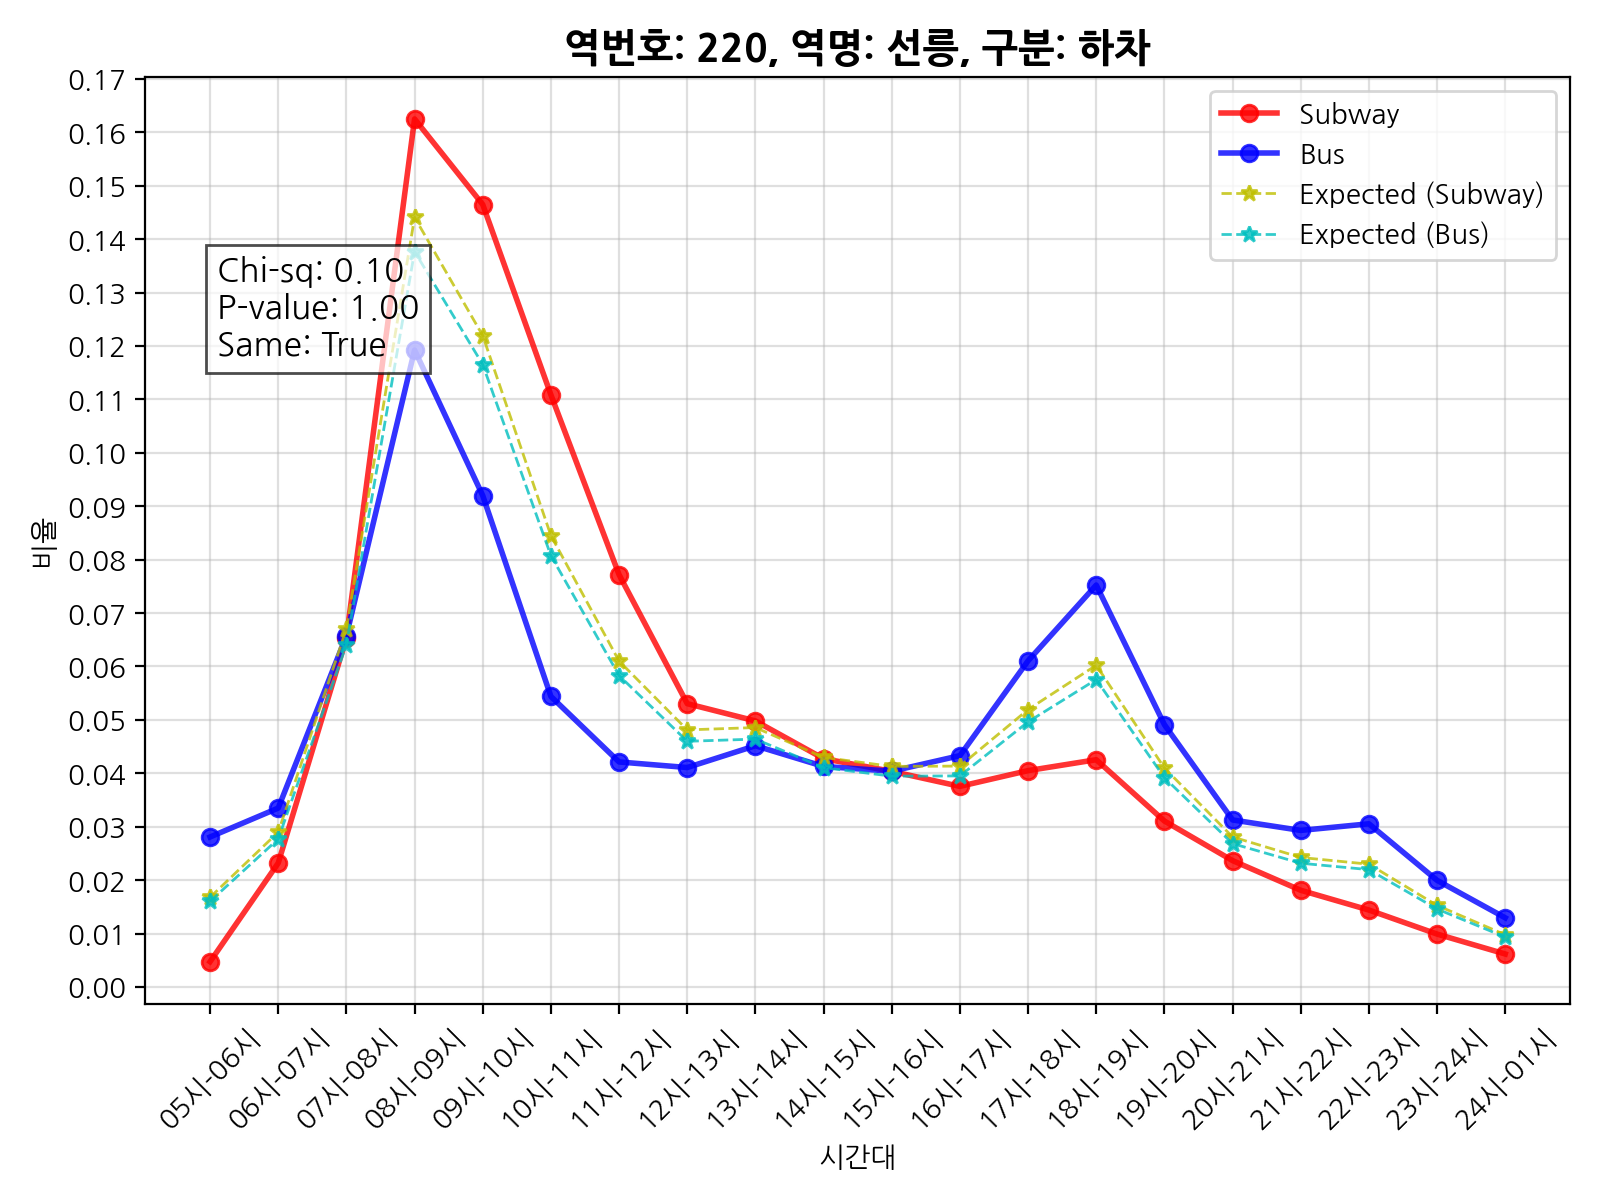 역번호: 220, 역명: 선릉, 구분: 하차
0.17
0.16
0.15
0.14
0.13
0.12
0.11
0.10
0.09
0.08
0.07
0.06
0.05
0.04
0.03
0.02
0.01
0.00
비율
Subway
Bus
Expected (Subway)
Expected (Bus)
Chi-sq: 0.10
P-value: 1.00
Same: True
05시-06시
06시-07시
07시-08시
08시-09시
09시-10시
10시-11시
11시-12시
12시-13시
13시-14시
14시-15시
15시-16시
16시-17시
17시-18시
18시-19시
19시-20시
20시-21시
21시-22시
22시-23시
23시-24시
24시-01시
시간대